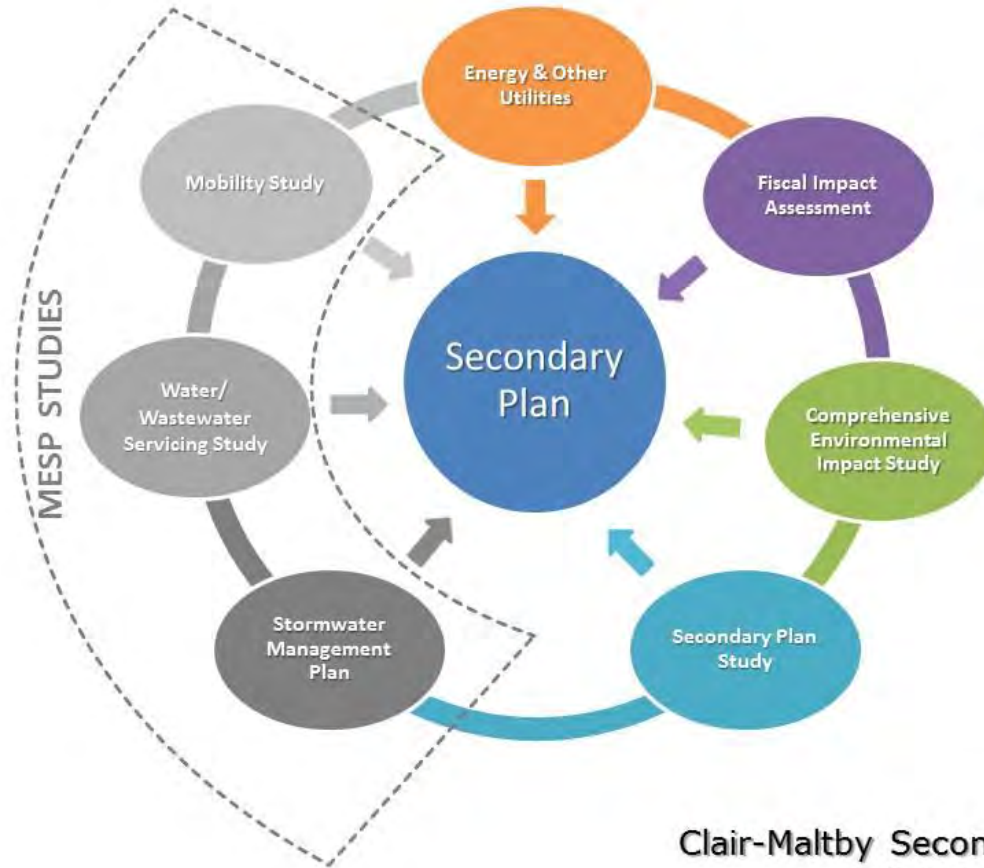 Energy & Other
Utilities
Mobility Study
Fiscal Impact
Assessment
MESP STUDIES
Secondary
Plan
Water/
Wastewater
Servicing Study
Comprehensive
Environmental
Impact Study
Stormwater
Management
Plan
Secondary Plan
Study
Clair-Maltby